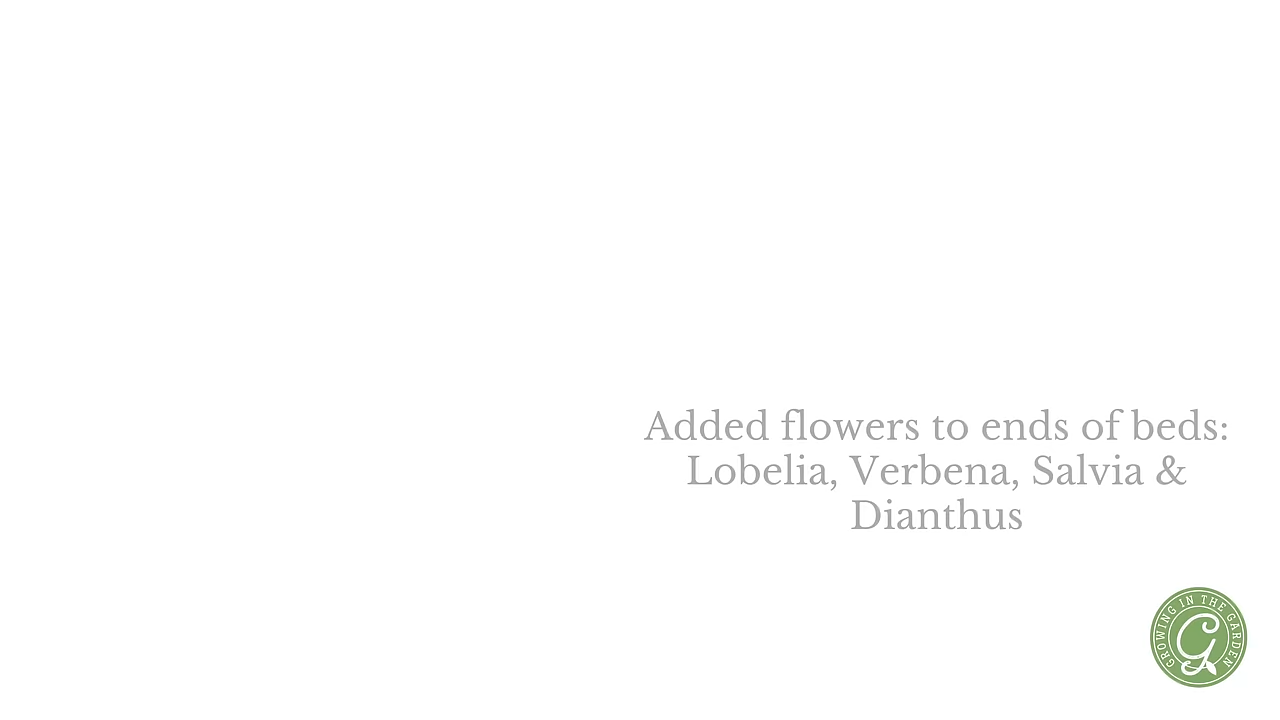 Added flowers to ends of beds:
Lobelia, Verbena, Salvia &
Dianthus
GROWING IN THE GARDEN
G